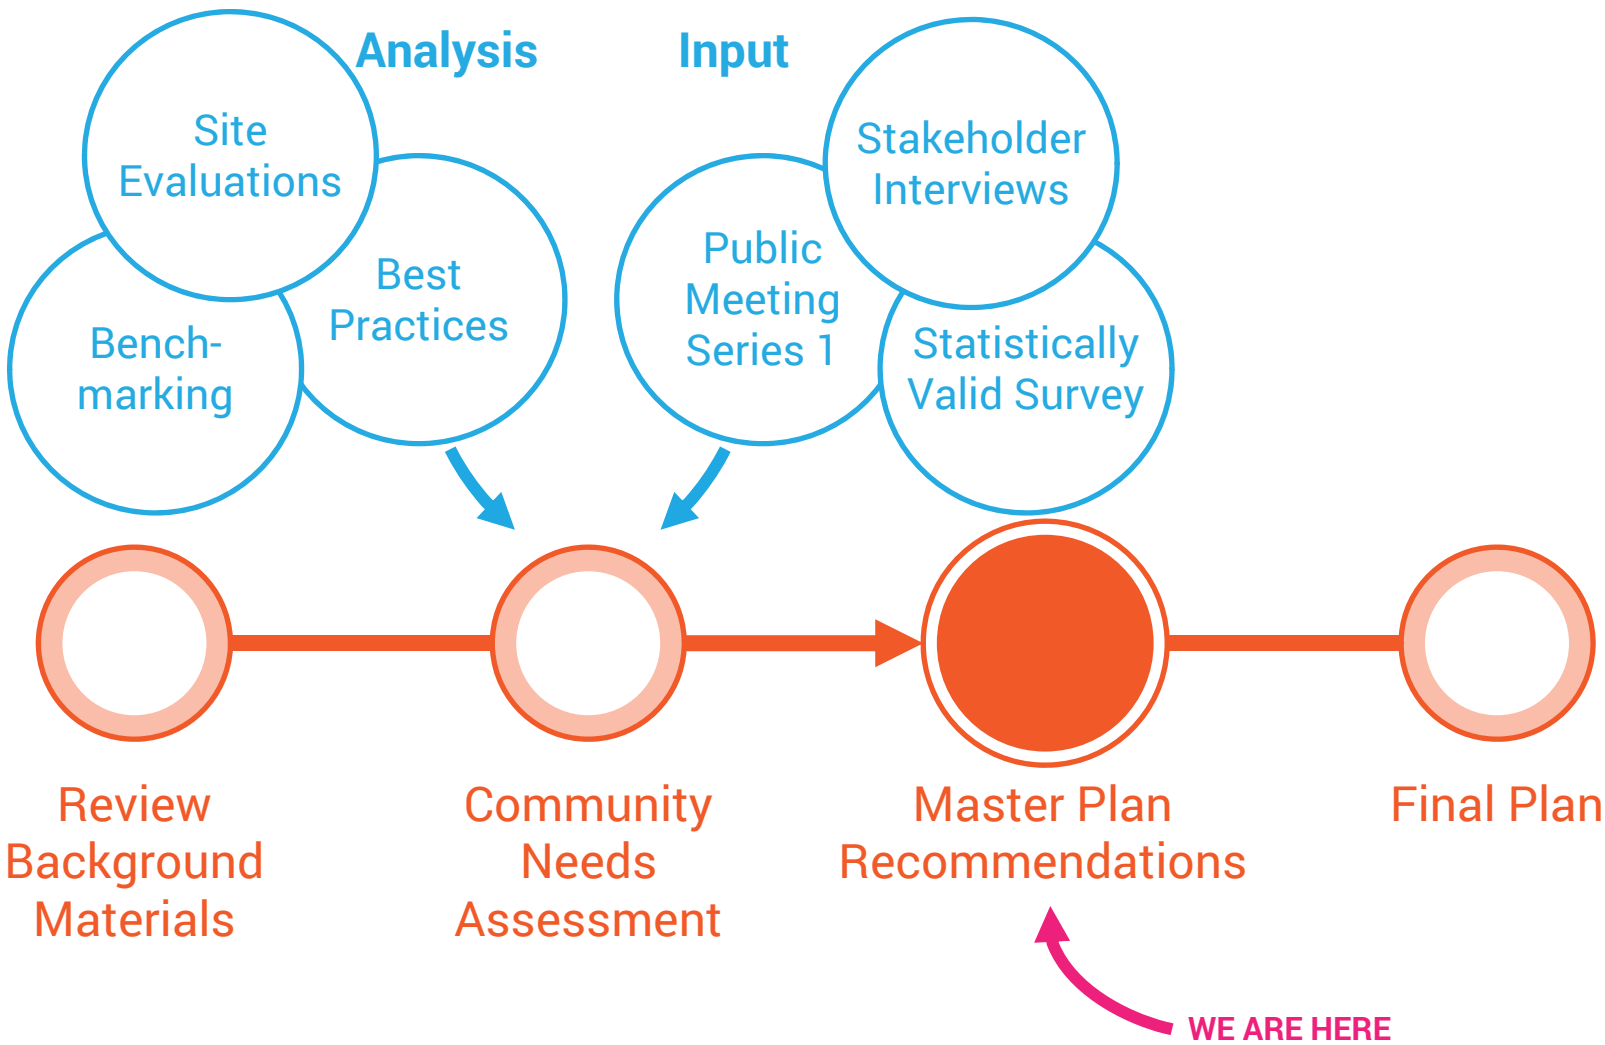 Analysis
Site
Evaluations
Best
Practices
Bench-
marking
Input
Stakeholder
Interviews
Public
Meeting
Series 1
Statistically
Valid Survey
Review
Background
Materials
Community
Needs
Assessment
Master Plan
Recommendations
Final Plan
WE ARE HERE